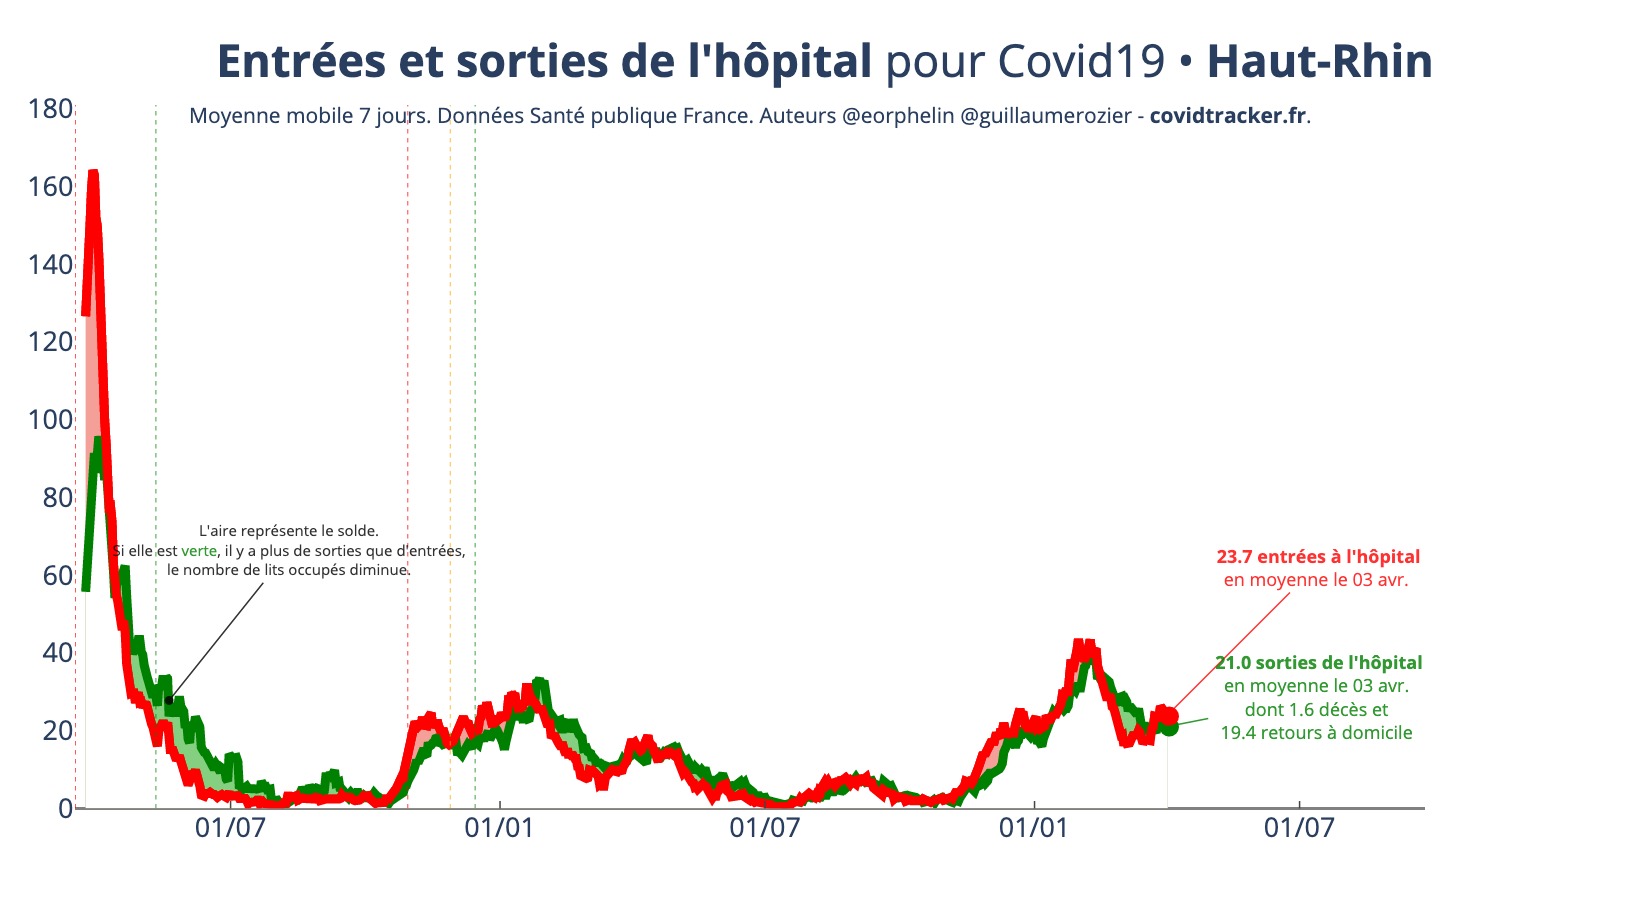 Entrées et sorties de l'hôpital pour Covid19 • Haut-Rhin
Moyenne mobile 7 jours. Données Santé publique France. Auteurs @eorphelin @guillaumerozier - covidtracker.fr.
180
160
140
120
100
80
60
40
20
0
L'aire représente le solde.
Si elle est verte, il y a plus de sorties que d'entrées,
le nombre de lits occupés diminue.
23.7 entrées à l'hôpital
en moyenne le 03 avr.
21.0 sorties de l'hôpital
en moyenne le 03 avr.
dont 1.6 décès et
19.4 retours à domicile
01/07
01/01
01/07
01/01
01/07